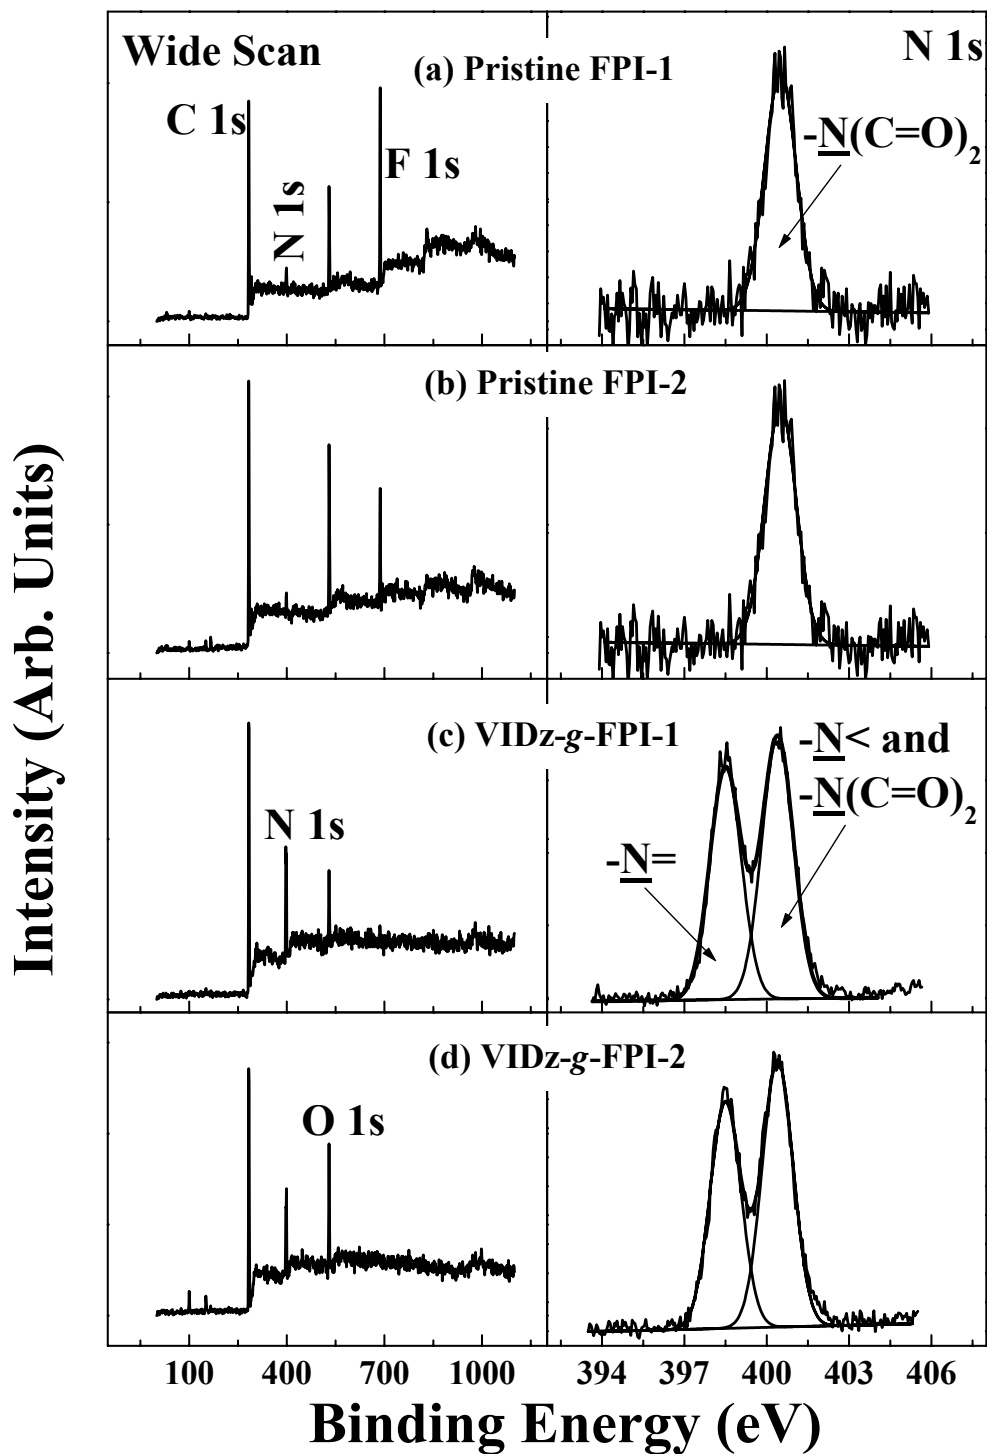 Wide Scan
N 1s
(a) Pristine FPI-1
C 1s
-N(C=O)₂
F 1s
N 1s
(b) Pristine FPI-2
(c) VIDz-g-FPI-1
-N< and
-N(C=O)₂
N 1s
-N=
(d) VIDz-g-FPI-2
O 1s
Intensity (Arb. Units)
100 400 700 1000 394 397 400 403 406
Binding Energy (eV)